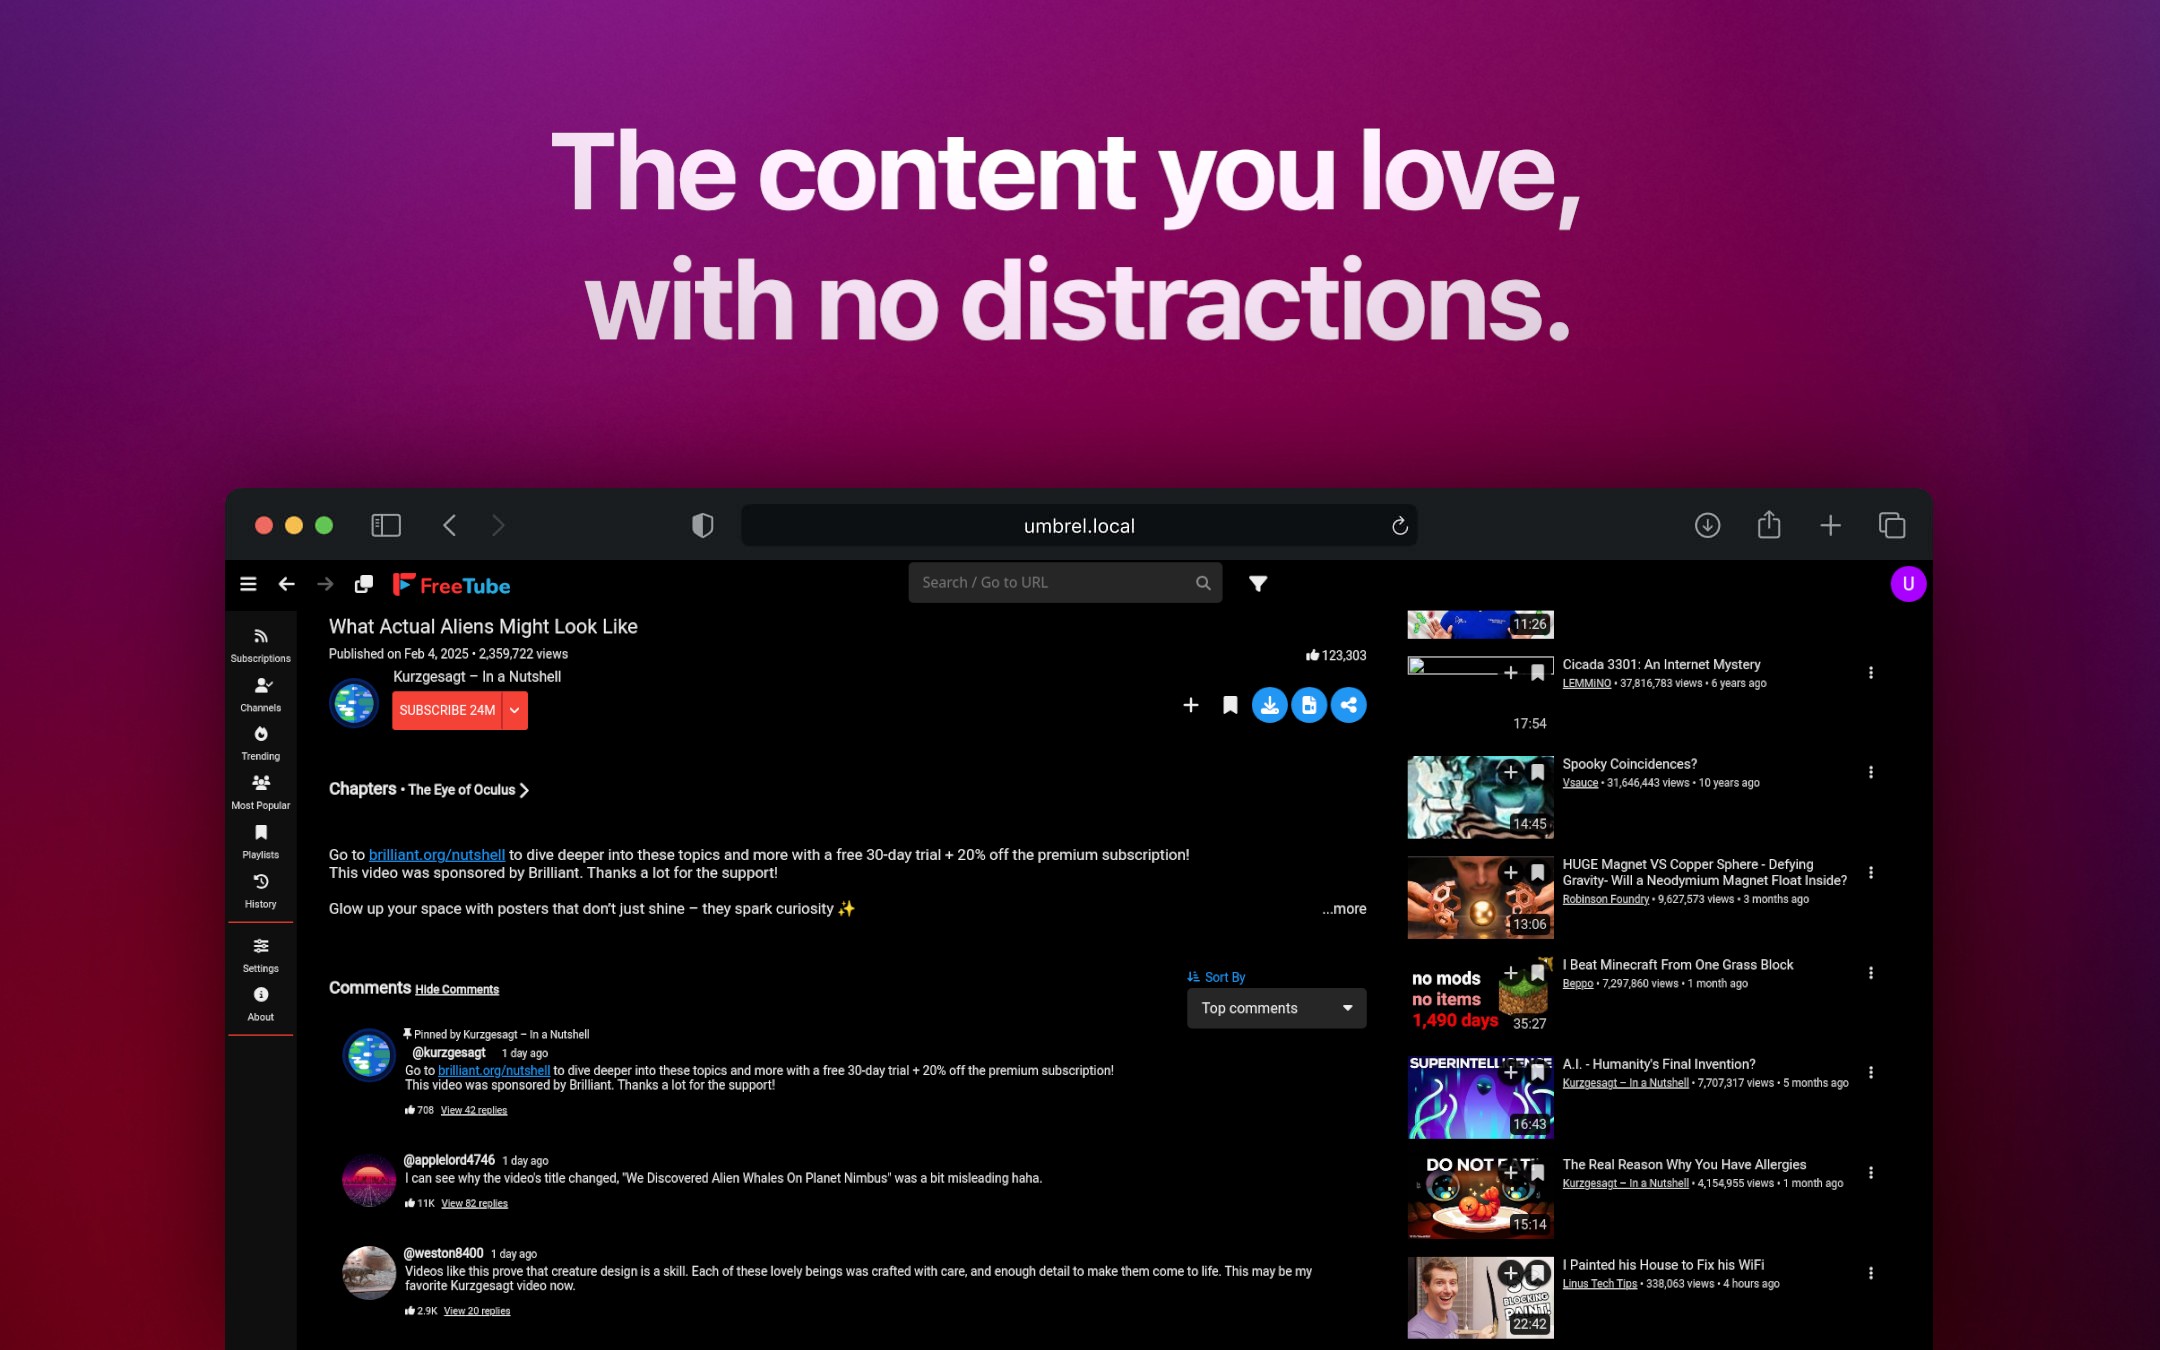 The content you love,
with no distractions.
umbrel.local
FreeTube
Search / Go to URL
U
Subscriptions
Channels
Trending
Most Popular
Playlists
History
Settings
About
What Actual Aliens Might Look Like
Published on Feb 4, 2025 • 2,359,722 views
123,303
Kurzgesagt – In a Nutshell
SUBSCRIBE 24M
Chapters • The Eye of Oculus
Go to brilliant.org/nutshell to dive deeper into these topics and more with a free 30-day trial + 20% off the premium subscription!
This video was sponsored by Brilliant. Thanks a lot for the support!
Glow up your space with posters that don't just shine – they spark curiosity ✨
...more
Comments Hide Comments
Sort By
Top comments
Pinned by Kurzgesagt – In a Nutshell
@kurzgesagt 1 day ago
Go to brilliant.org/nutshell to dive deeper into these topics and more with a free 30-day trial + 20% off the premium subscription!
This video was sponsored by Brilliant. Thanks a lot for the support!
708 View 42 replies
@applelord4746 1 day ago
I can see why the video's title changed, "We Discovered Alien Whales On Planet Nimbus" was a bit misleading haha.
11K View 82 replies
@weston8400 1 day ago
Videos like this prove that creature design is a skill. Each of these lovely beings was crafted with care, and enough detail to make them come to life. This may be my
favorite Kurzgesagt video now.
2.9K View 20 replies
11:26
Cicada 3301: An Internet Mystery
LEMMiNO • 37,816,783 views • 6 years ago
17:54
Spooky Coincidences?
Vsauce • 31,646,443 views • 10 years ago
14:45
HUGE Magnet VS Copper Sphere - Defying
Gravity- Will a Neodymium Magnet Float Inside?
Robinson Foundry • 9,627,573 views • 3 months ago
13:06
I Beat Minecraft From One Grass Block
Beppo • 7,297,860 views • 1 month ago
no mods
no items
1,490 days
35:27
A.I. - Humanity's Final Invention?
Kurzgesagt – In a Nutshell • 7,707,317 views • 5 months ago
16:43
The Real Reason Why You Have Allergies
Kurzgesagt – In a Nutshell • 4,154,955 views • 1 month ago
DO NOT
15:14
I Painted his House to Fix his WiFi
Linus Tech Tips • 338,063 views • 4 hours ago
BLOCKING
PAINT!
22:42